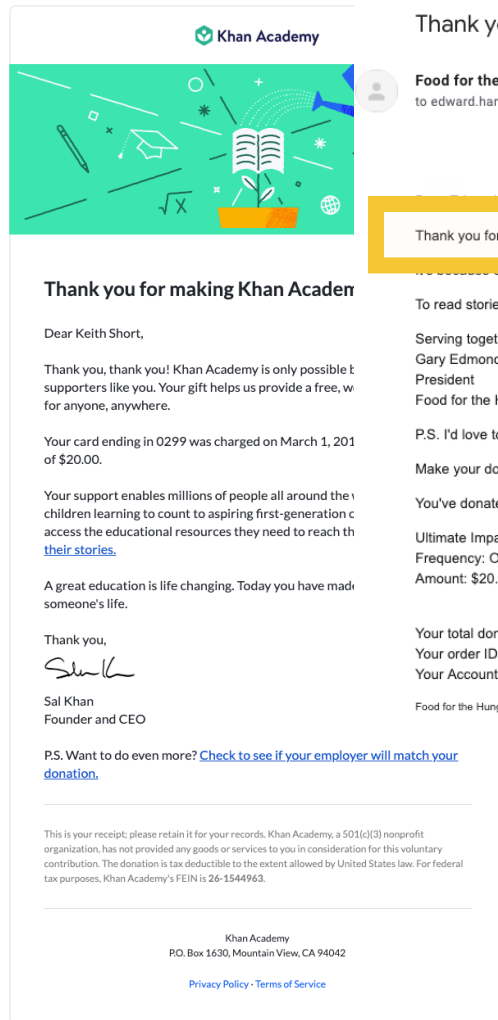 Khan Academy
√x
Thank you for making Khan Academ
Dear Keith Short,
Thank you, thank you! Khan Academy is only possible b
supporters like you. Your gift helps us provide a free, w
for anyone, anywhere.
Your card ending in 0299 was charged on March 1, 201
of $20.00.
Your support enables millions of people all around the
children learning to count to aspiring first-generation c
access the educational resources they need to reach th
their stories.
A great education is life changing. Today you have made
someone's life.
Thank you,
Sal Khan
Founder and CEO
P.S. Want to do even more? Check to see if your employer will match your
donation.
This is your receipt; please retain it for your records. Khan Academy, a 501(c)(3) nonprofit
organization, has not provided any goods or services to you in consideration for this voluntary
contribution. The donation is tax deductible to the extent allowed by United States law. For federal
tax purposes, Khan Academy's FEIN is 26-1544963.
Khan Academy
P.O. Box 1630, Mountain View, CA 94042
Privacy Policy · Terms of Service
Thank yo
Food for the
to edward.har
Thank you for
To read storie
Serving toget
Gary Edmond
President
Food for the H
P.S. I'd love to
Make your do
You've donate
Ultimate Impa
Frequency: O
Amount: $20.
Your total don
Your order ID
Your Account
Food for the Hung